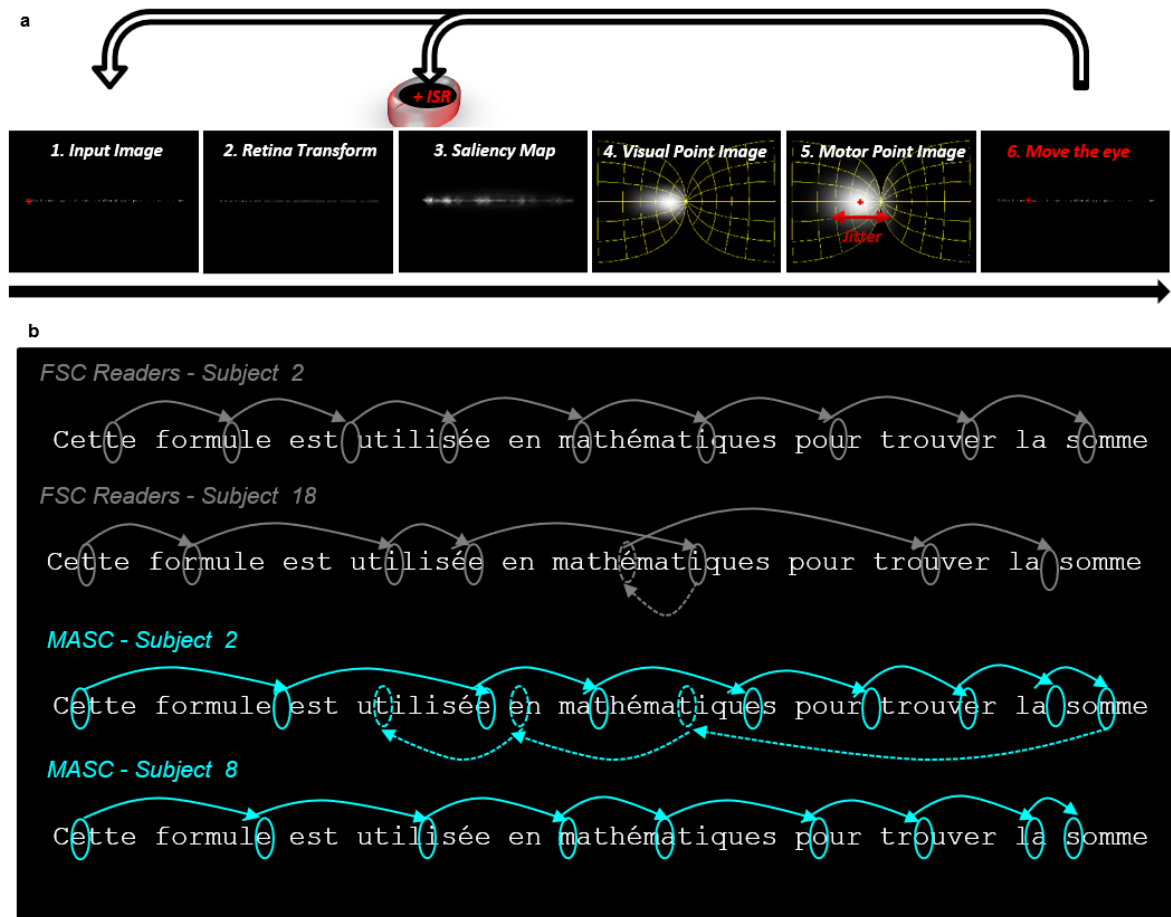 a
+ ISR
1. Input Image
2. Retina Transform
3. Saliency Map
4. Visual Point Image
5. Motor Point Image
6. Move the eye
Jitter
b
FSC Readers - Subject 2
Cette formule est utilisée en mathématiques pour trouver la somme
FSC Readers - Subject 18
Cette formule est utilisée en mathématiques pour trouver la somme
MASC - Subject 2
Cette formule est utilisée en mathématiques pour trouver la somme
MASC - Subject 8
Cette formule est utilisée en mathématiques pour trouver la somme